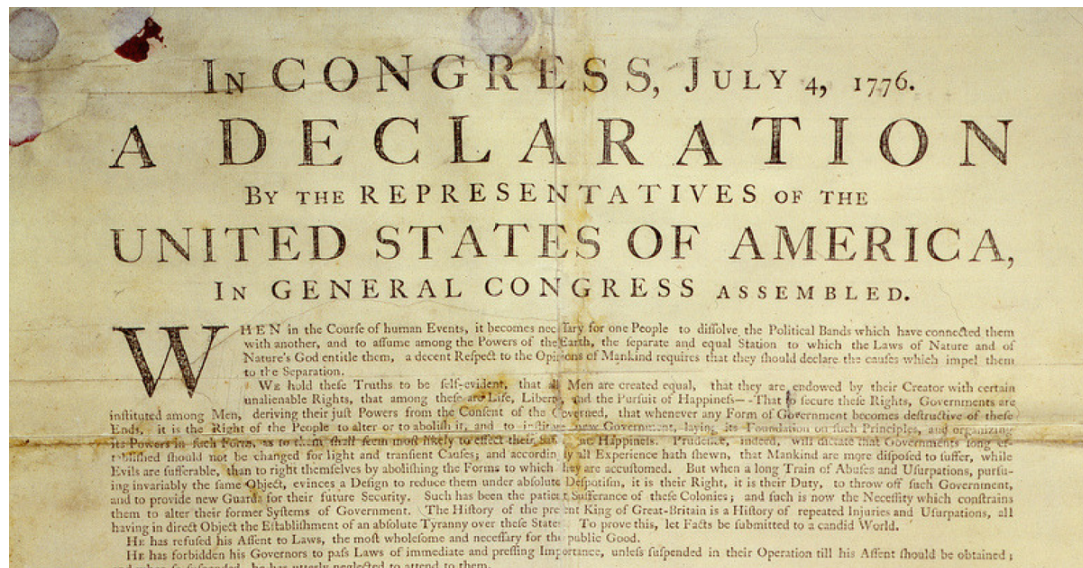 IN CONGRESS, JULY 4, 1776.
A DECLARATION
BY THE REPRESENTATIVES OF THE
UNITED STATES OF AMERICA,
IN GENERAL CONGRESS ASSEMBLED.
WHEN in the Courſe of human Events, it becomes neceſſary for one People to diſſolve the Political Bands which have connected them
with another, and to aſſume among the Powers of the Earth, the ſeparate and equal Station to which the Laws of Nature and of
Nature's God entitle them, a decent Reſpect to the Opinions of Mankind requires that they ſhould declare the cauſes which impel them
to the Separation.
WE hold theſe Truths to be ſelf-evident, that all Men are created equal, that they are endowed by their Creator with certain
unalienable Rights, that among theſe are Life, Liberty, and the Purſuit of Happineſs--That to ſecure theſe Rights, Governments are
inſtituted among Men, deriving their juſt Powers from the Conſent of the Governed, that whenever any Form of Government becomes deſtructive of theſe
Ends, it is the Right of the People to alter or to aboliſh it, and to inſtitute new Government, laying its Foundation on ſuch Principles, and organizing
its Powers in ſuch Form, as to them ſhall ſeem moſt likely to effect their and Happineſs. Prudence, indeed, will dictate that Governments long eſ-
tabliſhed ſhould not be changed for light and tranſient Cauſes; and accordingly all Experience hath ſhewn, that Mankind are more diſpoſed to ſuffer, while
Evils are ſufferable, than to right themſelves by aboliſhing the Forms to which they are accuſtomed. But when a long Train of Abuſes and Uſurpations, purſu-
ing invariably the ſame Object, evinces a Deſign to reduce them under abſolute Deſpotiſm, it is their Right, it is their Duty, to throw off ſuch Government,
and to provide new Guards for their future Security. Such has been the patient Sufferance of theſe Colonies; and ſuch is now the Neceſſity which conſtrains
them to alter their former Syſtems of Government. The Hiſtory of the preſent King of Great-Britain is a Hiſtory of repeated Injuries and Uſurpations, all
having in direct Object the Eſtabliſhment of an abſolute Tyranny over theſe States. To prove this, let Facts be ſubmitted to a candid World.
HE has refuſed his Aſſent to Laws, the moſt wholeſome and neceſſary for the public Good.
HE has forbidden his Governors to paſs Laws of immediate and preſſing Importance, unleſs ſuſpended in their Operation till his Aſſent ſhould be obtained;
and when ſo ſuſpended, he has utterly neglected to attend to them.